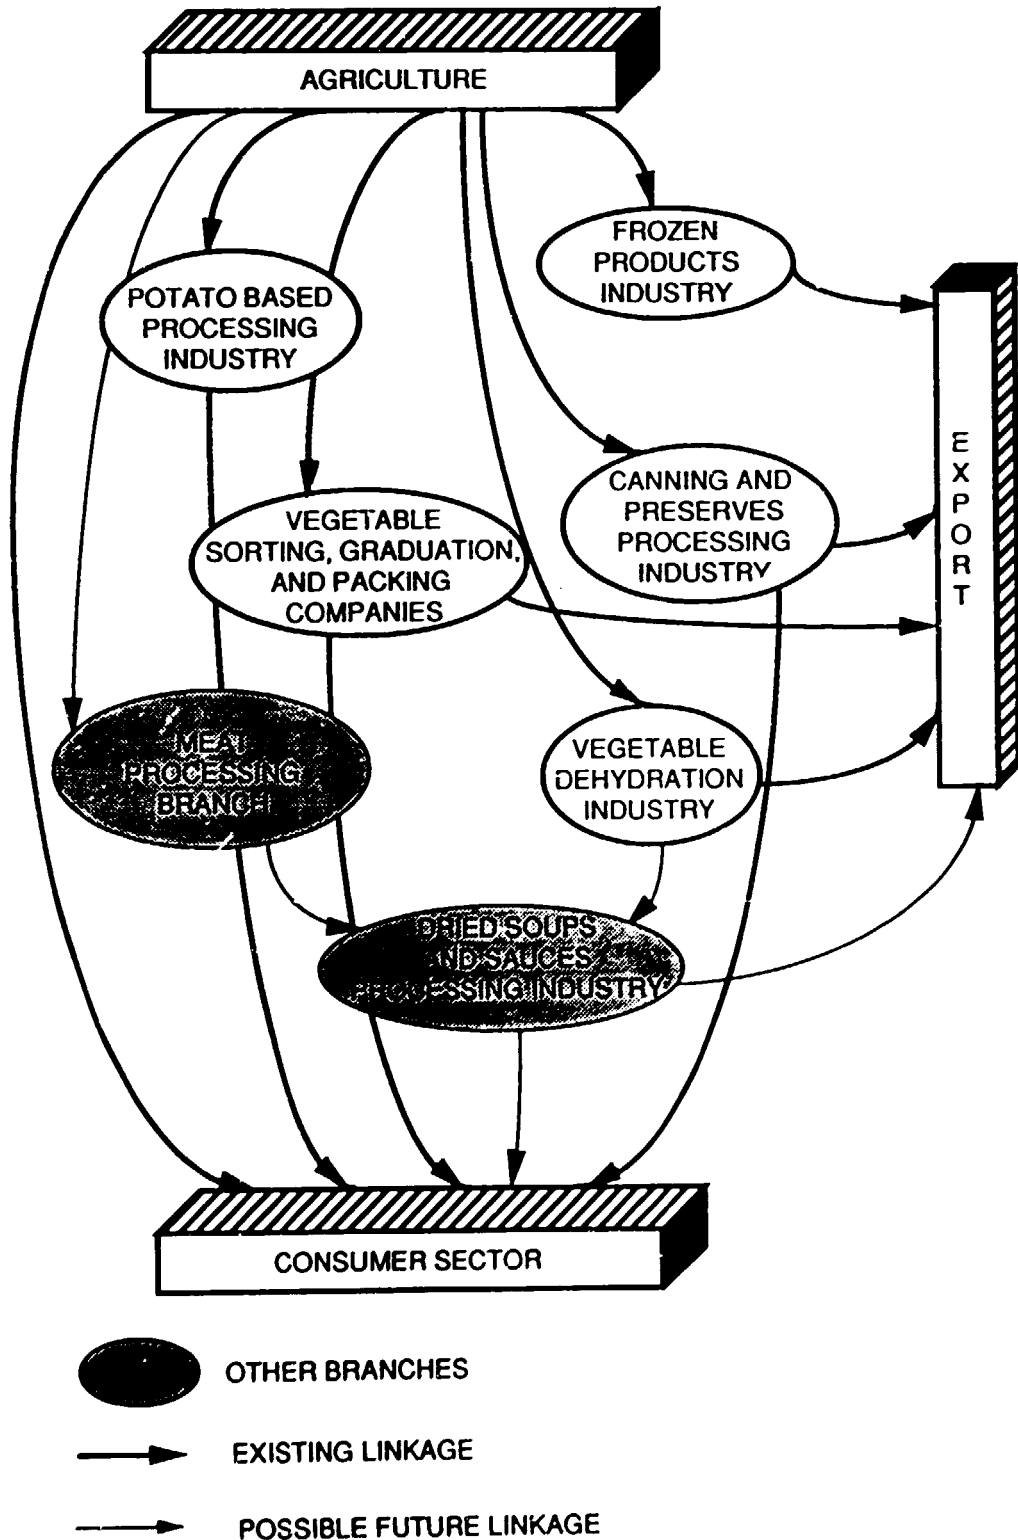 AGRICULTURE
FROZEN
PRODUCTS
INDUSTRY
POTATO BASED
PROCESSING
INDUSTRY
EXPORT
CANNING AND
PRESERVES
PROCESSING
INDUSTRY
VEGETABLE
SORTING, GRADUATION,
AND PACKING
COMPANIES
MEAT
PROCESSING
BRANCH
VEGETABLE
DEHYDRATION
INDUSTRY
DRIED SOUPS
AND SAUCES
PROCESSING INDUSTRY
CONSUMER SECTOR
OTHER BRANCHES
EXISTING LINKAGE
POSSIBLE FUTURE LINKAGE